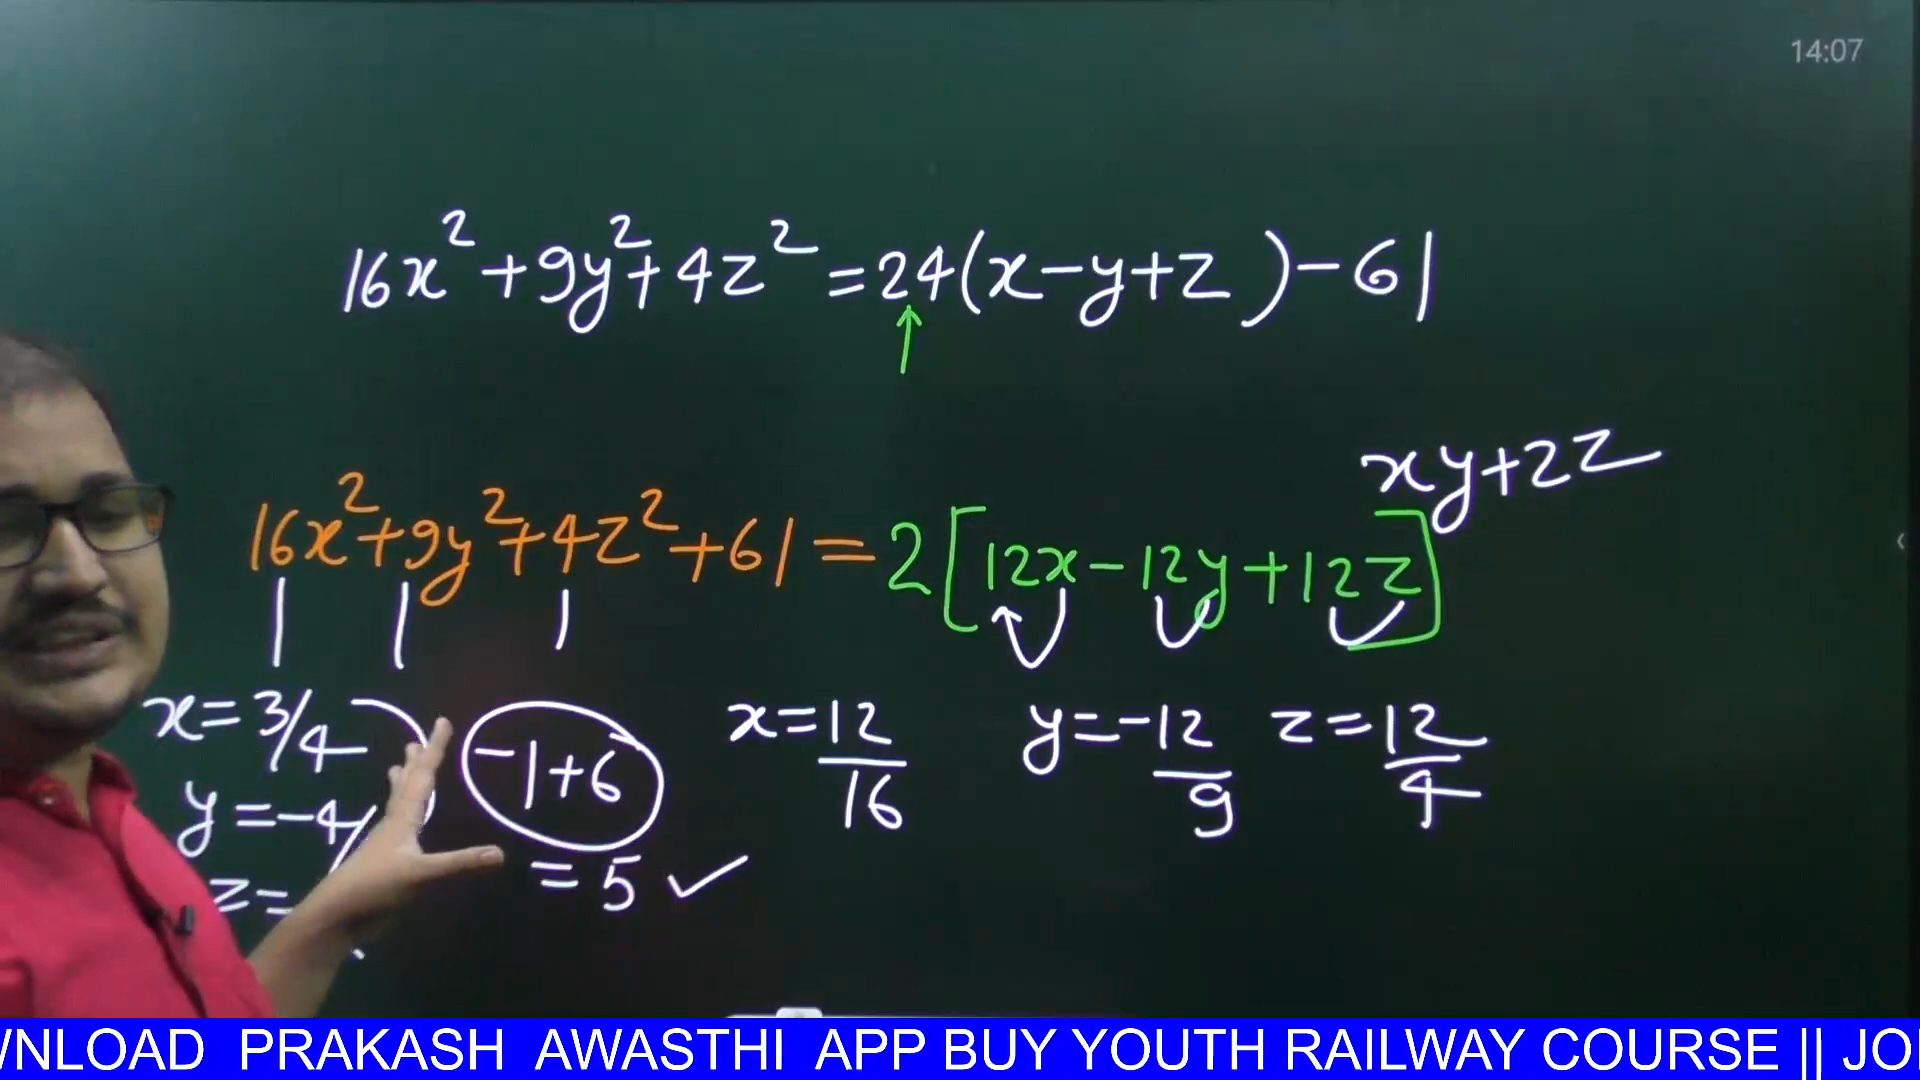 14:07
16x²+9y²+4z²=24(x-y+z)-61
xy+2z
16x²+9y²+4z²+61=2[12x-12y+12z]
x=3/4
-1+6
x=12/16 y=-12/9 z=12/4
y=-4/
z=
=5✓
WNLOAD PRAKASH AWASTHI APP BUY YOUTH RAILWAY COURSE || JO